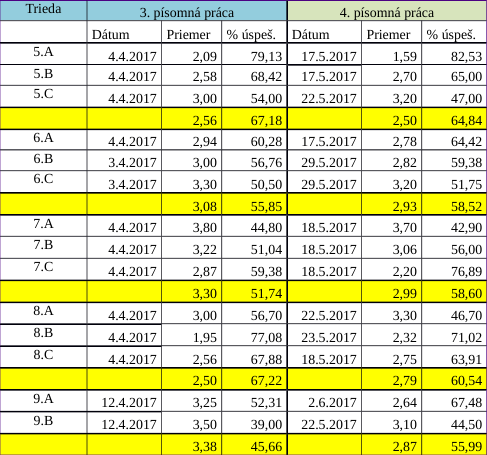 Trieda 3. písomná práca 4. písomná práca
Dátum Priemer % úspeš. Dátum Priemer % úspeš.
5.A 4.4.2017 2,09 79,13 17.5.2017 1,59 82,53
5.B 4.4.2017 2,58 68,42 17.5.2017 2,70 65,00
5.C 4.4.2017 3,00 54,00 22.5.2017 3,20 47,00
2,56 67,18 2,50 64,84
6.A 4.4.2017 2,94 60,28 17.5.2017 2,78 64,42
6.B 3.4.2017 3,00 56,76 29.5.2017 2,82 59,38
6.C 3.4.2017 3,30 50,50 29.5.2017 3,20 51,75
3,08 55,85 2,93 58,52
7.A 4.4.2017 3,80 44,80 18.5.2017 3,70 42,90
7.B 4.4.2017 3,22 51,04 18.5.2017 3,06 56,00
7.C 4.4.2017 2,87 59,38 18.5.2017 2,20 76,89
3,30 51,74 2,99 58,60
8.A 4.4.2017 3,00 56,70 22.5.2017 3,30 46,70
8.B 4.4.2017 1,95 77,08 23.5.2017 2,32 71,02
8.C 4.4.2017 2,56 67,88 18.5.2017 2,75 63,91
2,50 67,22 2,79 60,54
9.A 12.4.2017 3,25 52,31 2.6.2017 2,64 67,48
9.B 12.4.2017 3,50 39,00 22.5.2017 3,10 44,50
3,38 45,66 2,87 55,99